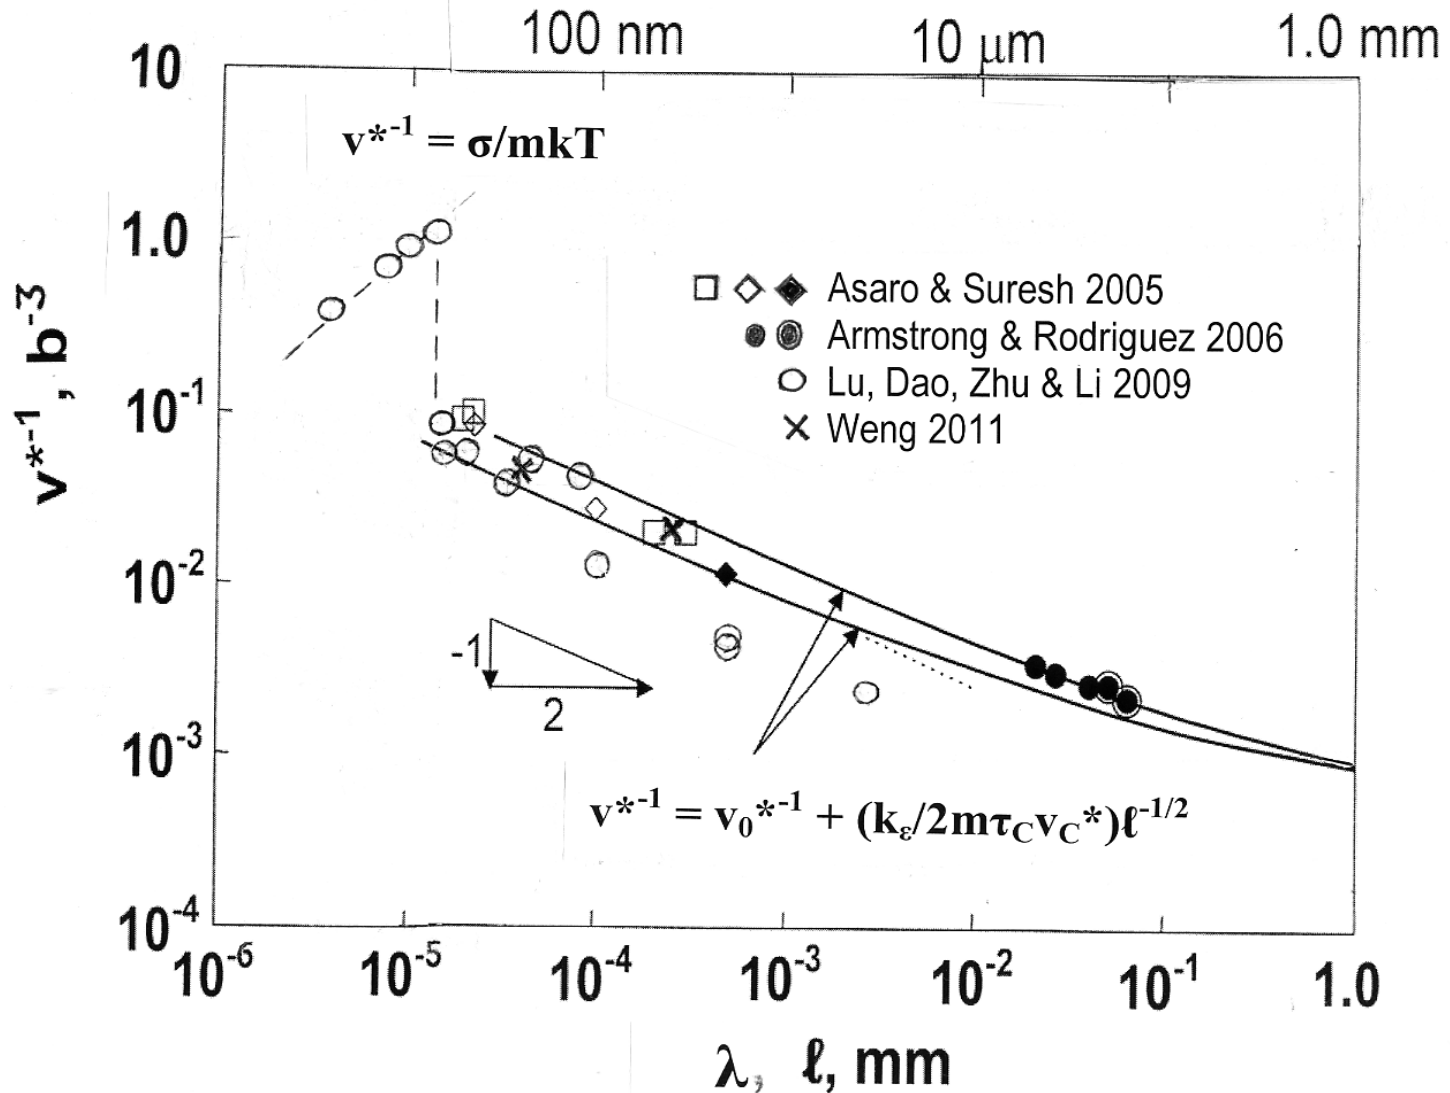 100 nm 10 μm 1.0 mm
10
v*⁻¹ = σ/mkT
1.0
Asaro & Suresh 2005
Armstrong & Rodriguez 2006
Lu, Dao, Zhu & Li 2009
Weng 2011
v*⁻¹, b⁻³
10⁻¹
10⁻²
-1
2
10⁻³
v*⁻¹ = v₀*⁻¹ + (kε/2mτCvC*)ℓ⁻¹/²
10⁻⁴
10⁻⁶ 10⁻⁵ 10⁻⁴ 10⁻³ 10⁻² 10⁻¹ 1.0
λ, ℓ, mm